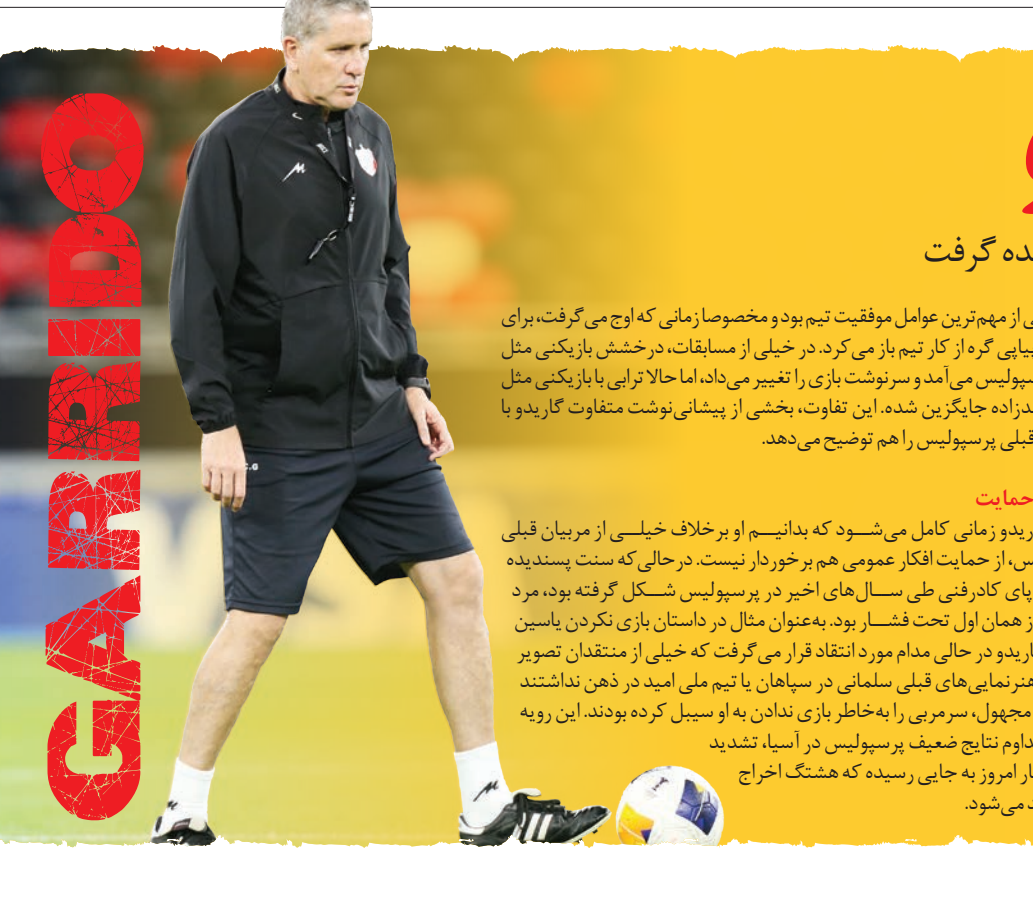 GARRIDO
گرفت
از مهم‌ترین عوامل موفقیت تیم بود و مخصوصا زمانی که اوج می‌گرفت، برای
گره از کار تیم باز می‌کرد. در خیلی از مسابقات، درخشش بازیکنی مثل
می‌آمد و سرنوشت بازی را تغییر می‌داد، اما حالا ترابی با بازیکنی مثل
جایگزین شده. این تفاوت، بخشی از پیشانی‌نوشت متفاوت گاریدو با
قبلی پرسپولیس را هم توضیح می‌دهد.
حمایت
زمانی کامل می‌شود که بدانیم او برخلاف خیلی از مربیان قبلی
از حمایت افکار عمومی هم برخوردار نیست. درحالی‌که سنت پسندیده
پای کادرفنی طی سال‌های اخیر در پرسپولیس شکل گرفته بود، مرد
همان اول تحت فشار بود. به‌عنوان مثال در داستان بازی نکردن یاسین
در حالی مدام مورد انتقاد قرار می‌گرفت که خیلی از منتقدان تصویر
هنرنمایی‌های قبلی سلمانی در سپاهان یا تیم ملی امید در ذهن نداشتند
مجهول، سرمربی را به‌خاطر بازی ندادن به او سیبل کرده بودند. این رویه
نتایج ضعیف پرسپولیس در آسیا، تشدید
امروز به جایی رسیده که هشتگ اخراج
می‌شود.
C.G